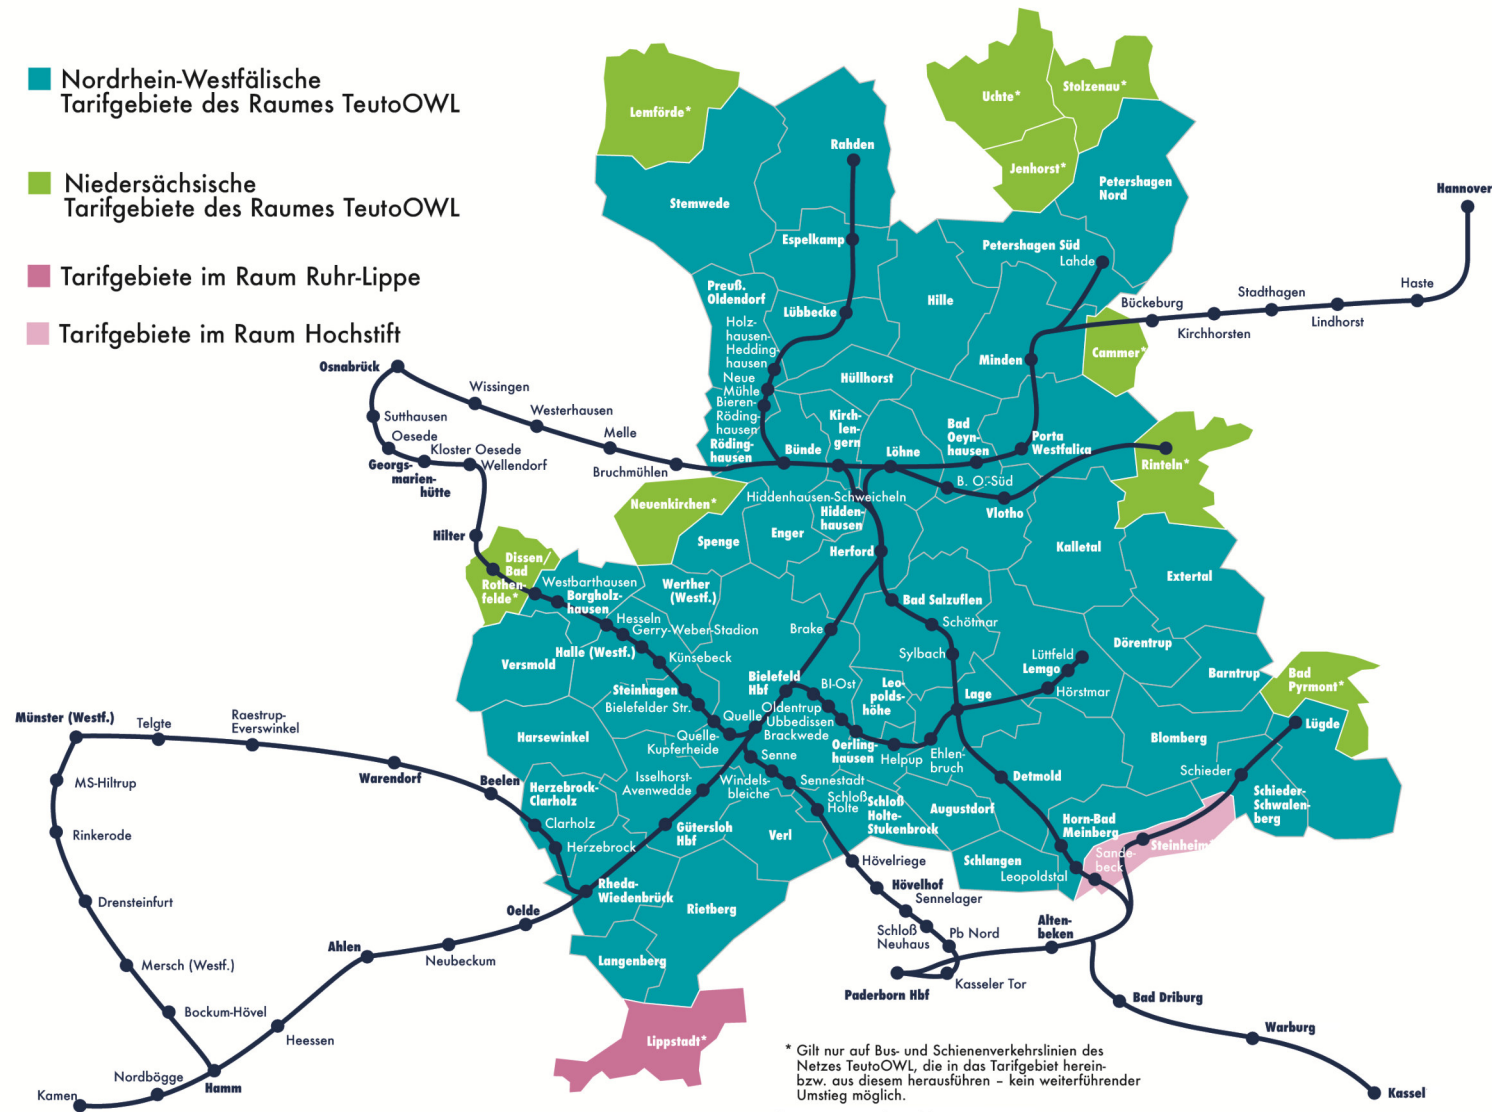 Nordrhein-Westfälische
Tarifgebiete des Raumes TeutoOWL
Niedersächsische
Tarifgebiete des Raumes TeutoOWL
Tarifgebiete im Raum Ruhr-Lippe
Tarifgebiete im Raum Hochstift
Lemförde*
Uchte*
Stolzenau*
Jenhorst*
Rahden
Stemwede
Petershagen
Nord
Hannover
Espelkamp
Petershagen Süd
Lahde
Preuß.
Oldendorf
Lübbecke
Hille
Bückeburg
Stadthagen
Haste
Kirchhorsten
Lindhorst
Holz-
hausen-
Hedding-
hausen
Neue
Mühle
Bieren-
Röding-
hausen
Röding-
hausen
Minden
Cammer*
Hüllhorst
Osnabrück
Wissingen
Westerhausen
Melle
Bruchmühlen
Sutthausen
Oesede
Kloster Oesede
Wellendorf
Georgs-
marien-
hütte
Hilter
Bünde
Kirch-
len-
gern
Löhne
Bad
Oeyn-
hausen
Porta
Westfalica
Rinteln*
B. O.-Süd
Vlotho
Neuenkirchen*
Hiddenhausen-Schweicheln
Hidden-
hausen
Spenge
Enger
Herford
Kalletal
Extertal
Dissen/
Bad
Rothen-
felde*
Westbarthausen
Borgholz-
hausen
Werther
(Westf.)
Bad Salzuflen
Hesseln
Gerry-Weber-Stadion
Halle (Westf.)
Künsebeck
Brake
Schötmar
Sylbach
Lüttfeld
Lemgo
Hörstmar
Dörentrup
Barntrup
Bad
Pyrmont*
Versmold
Steinhagen
Bielefelder Str.
Bielefeld
Hbf
BI-Ost
Leo-
polds-
höhe
Lage
Lügde
Oldentrup
Ubbedissen
Brackwede
Quelle
Quelle-
Kupferheide
Harsewinkel
Oerling-
hausen
Helpup
Ehlen-
bruch
Blomberg
Münster (Westf.)
Telgte
Raestrup-
Everswinkel
Warendorf
Beelen
MS-Hiltrup
Rinkerode
Drensteinfurt
Mersch (Westf.)
Bockum-Hövel
Senne
Isselhorst-
Avenwedde
Windels-
bleiche
Sennestadt
Schloß
Holte
Schloß
Holte-
Stukenbrock
Detmold
Schieder
Schieder-
Schwalen-
berg
Herzebrock-
Clarholz
Clarholz
Herzebrock
Gütersloh
Hbf
Verl
Augustdorf
Horn-Bad
Meinberg
Steinheim*
Sande-
beck
Schlangen
Leopoldstal
Hövelriege
Hövelhof
Sennelager
Rheda-
Wiedenbrück
Rietberg
Oelde
Ahlen
Neubeckum
Schloß
Neuhaus
Pb Nord
Alten-
beken
Langenberg
Paderborn Hbf
Kasseler Tor
Bad Driburg
Warburg
Kassel
Heessen
Hamm
Nordbögge
Kamen
Lippstadt*
* Gilt nur auf Bus- und Schienenverkehrslinien des
Netzes TeutoOWL, die in das Tarifgebiet herein-
bzw. aus diesem herausführen – kein weiterführender
Umstieg möglich.